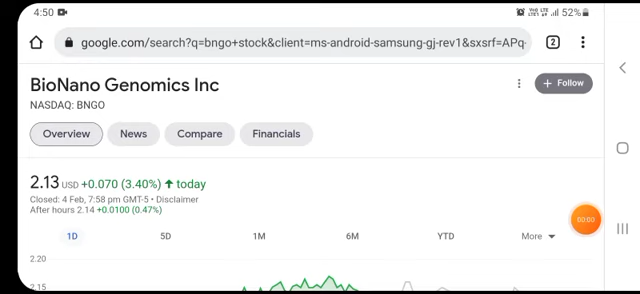 4:50 52%
google.com/search?q=bngo+stock&client=ms-android-samsung-gj-rev1&sxsrf=APq- 2
BioNano Genomics Inc
+ Follow
NASDAQ: BNGO
Overview News Compare Financials
2.13 USD +0.070 (3.40%) ↑ today
Closed: 4 Feb, 7:58 pm GMT-5 • Disclaimer
After hours 2.14 +0.0100 (0.47%)
00:00
1D 5D 1M 6M YTD More
2.20
2.15